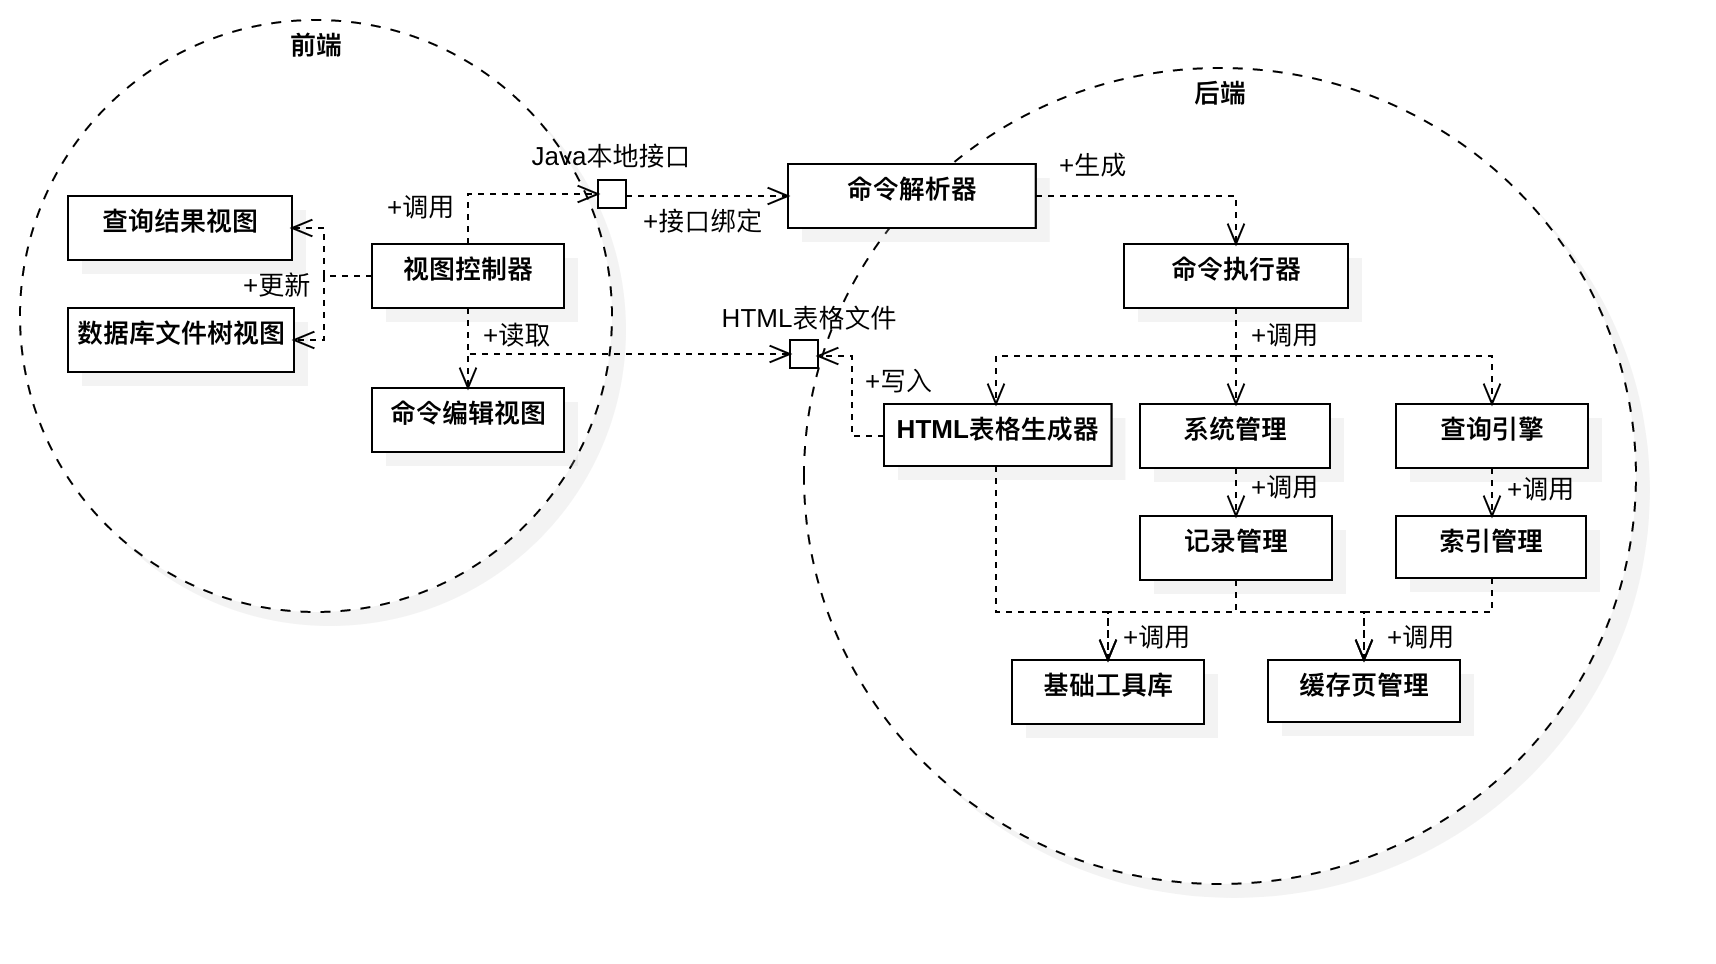 前端
后端
Java本地接口
+生成
命令解析器
+调用
+接口绑定
查询结果视图
视图控制器
命令执行器
+更新
HTML表格文件
数据库文件树视图
+读取
+调用
+写入
命令编辑视图
HTML表格生成器
系统管理
查询引擎
+调用
+调用
记录管理
索引管理
+调用
+调用
基础工具库
缓存页管理